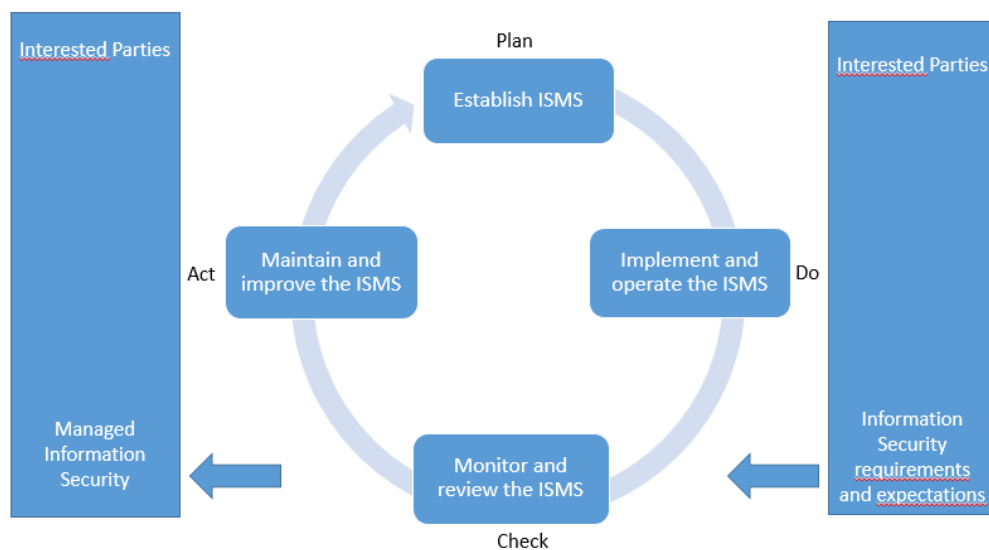 Interested Parties
Managed
Information
Security
Plan
Establish ISMS
Act
Maintain and
improve the ISMS
Implement and
operate the ISMS
Do
Monitor and
review the ISMS
Check
Interested Parties
Information
Security
requirements
and expectations